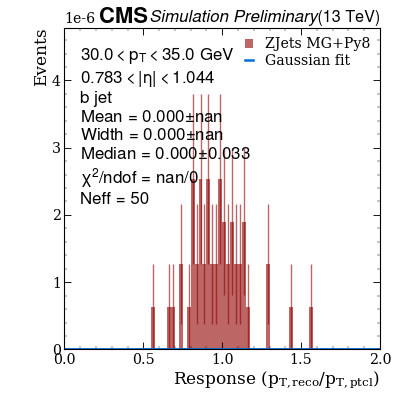 1e-6 CMS Simulation Preliminary (13 TeV)
Events
30.0 < p_T < 35.0 GeV
0.783 < |η| < 1.044
b jet
Mean = 0.000±nan
Width = 0.000±nan
Median = 0.000±0.033
χ²/ndof = nan/0
Neff = 50
ZJets MG+Py8
Gaussian fit
4
3
2
1
0
0.0 0.5 1.0 1.5 2.0
Response (p_T,reco/p_T,ptcl)